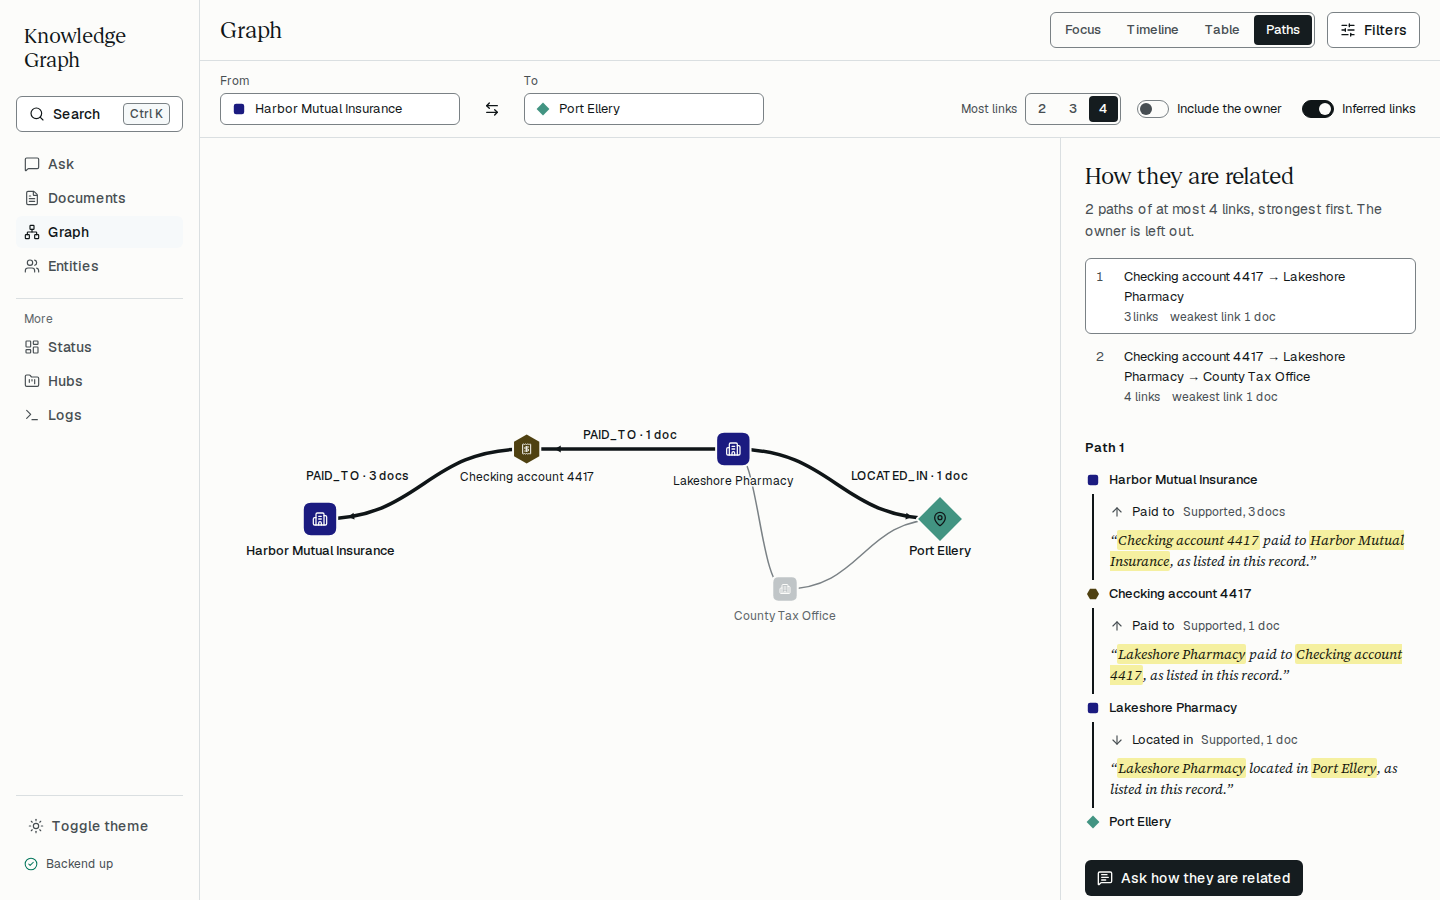 Knowledge
Graph
Search
Ctrl K
Ask
Documents
Graph
Entities
More
Status
Hubs
Logs
Toggle theme
Backend up
Graph
Focus
Timeline
Table
Paths
Filters
From
Harbor Mutual Insurance
To
Port Ellery
Most links
2
3
4
Include the owner
Inferred links
PAID_TO · 3 docs
PAID_TO · 1 doc
LOCATED_IN · 1 doc
Harbor Mutual Insurance
Checking account 4417
Lakeshore Pharmacy
Port Ellery
County Tax Office
How they are related
2 paths of at most 4 links, strongest first. The
owner is left out.
1
Checking account 4417 → Lakeshore
Pharmacy
3 links weakest link 1 doc
2
Checking account 4417 → Lakeshore
Pharmacy → County Tax Office
4 links weakest link 1 doc
Path 1
Harbor Mutual Insurance
↑ Paid to Supported, 3 docs
“Checking account 4417 paid to Harbor Mutual
Insurance, as listed in this record.”
Checking account 4417
↑ Paid to Supported, 1 doc
“Lakeshore Pharmacy paid to Checking account
4417, as listed in this record.”
Lakeshore Pharmacy
↓ Located in Supported, 1 doc
“Lakeshore Pharmacy located in Port Ellery, as
listed in this record.”
Port Ellery
Ask how they are related